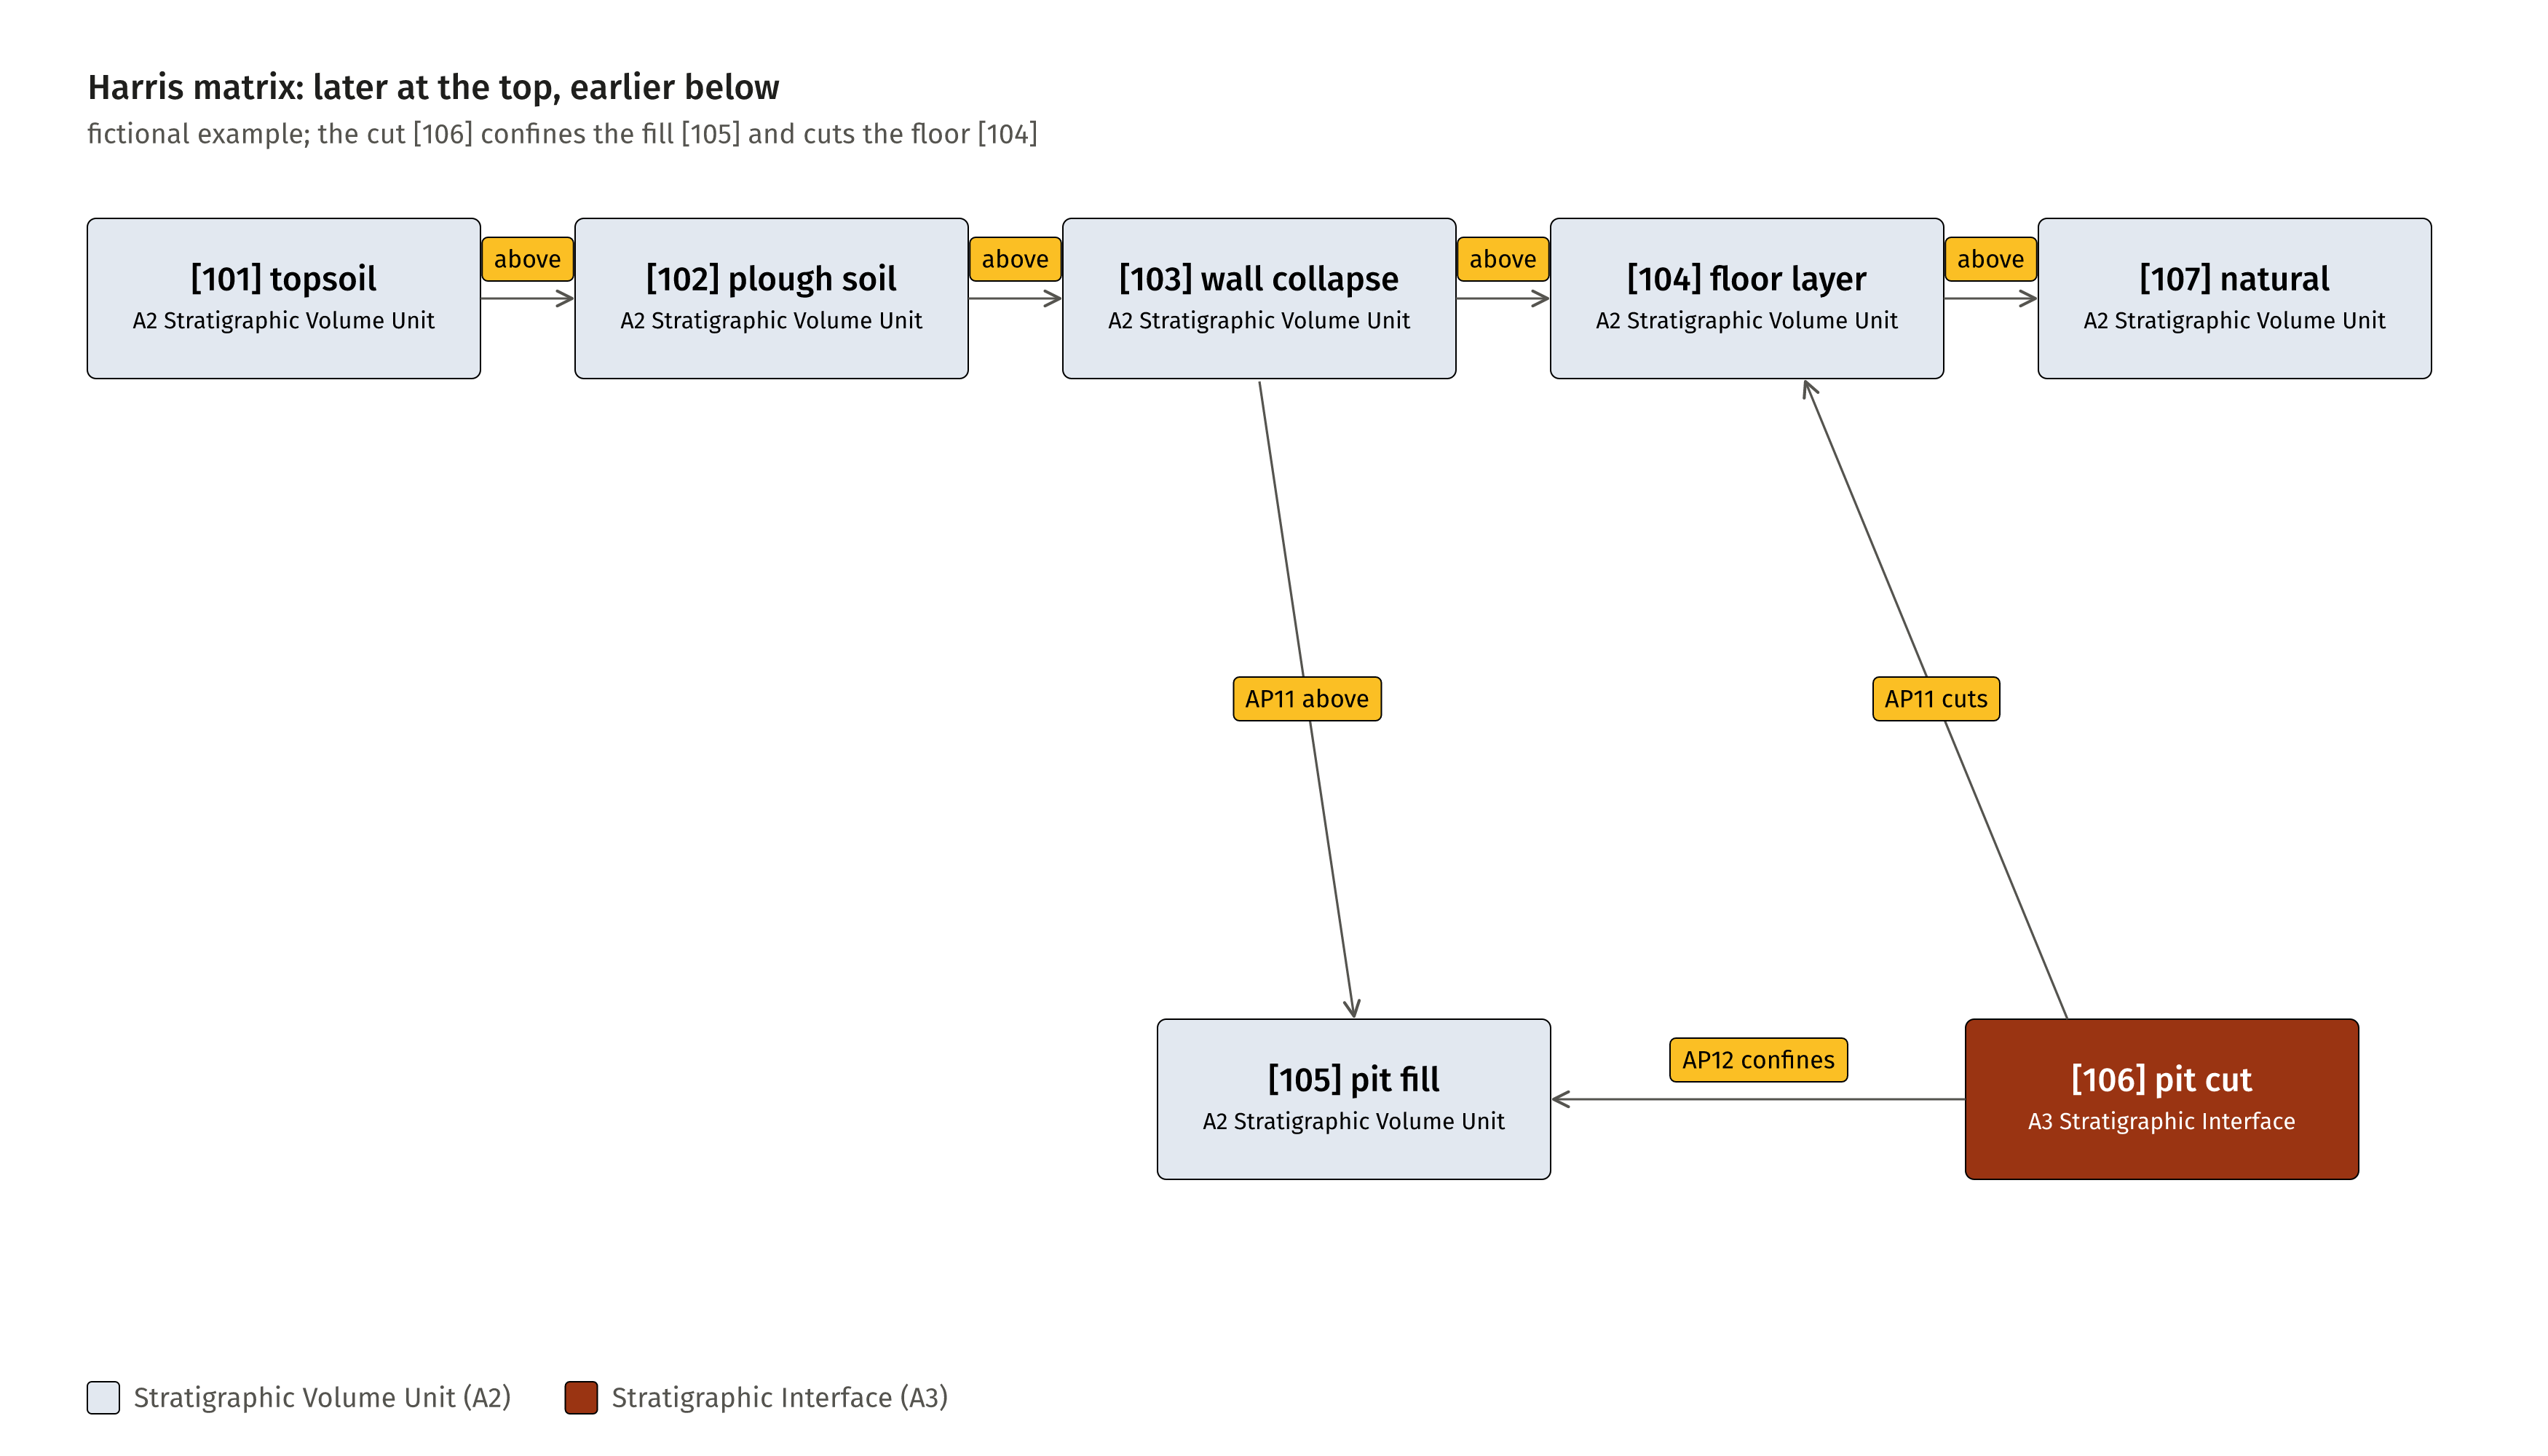 Harris matrix: later at the top, earlier below
fictional example; the cut [106] confines the fill [105] and cuts the floor [104]
[101] topsoil
A2 Stratigraphic Volume Unit
above
[102] plough soil
A2 Stratigraphic Volume Unit
above
[103] wall collapse
A2 Stratigraphic Volume Unit
above
[104] floor layer
A2 Stratigraphic Volume Unit
above
[107] natural
A2 Stratigraphic Volume Unit
AP11 above
AP11 cuts
[105] pit fill
A2 Stratigraphic Volume Unit
AP12 confines
[106] pit cut
A3 Stratigraphic Interface
Stratigraphic Volume Unit (A2)
Stratigraphic Interface (A3)